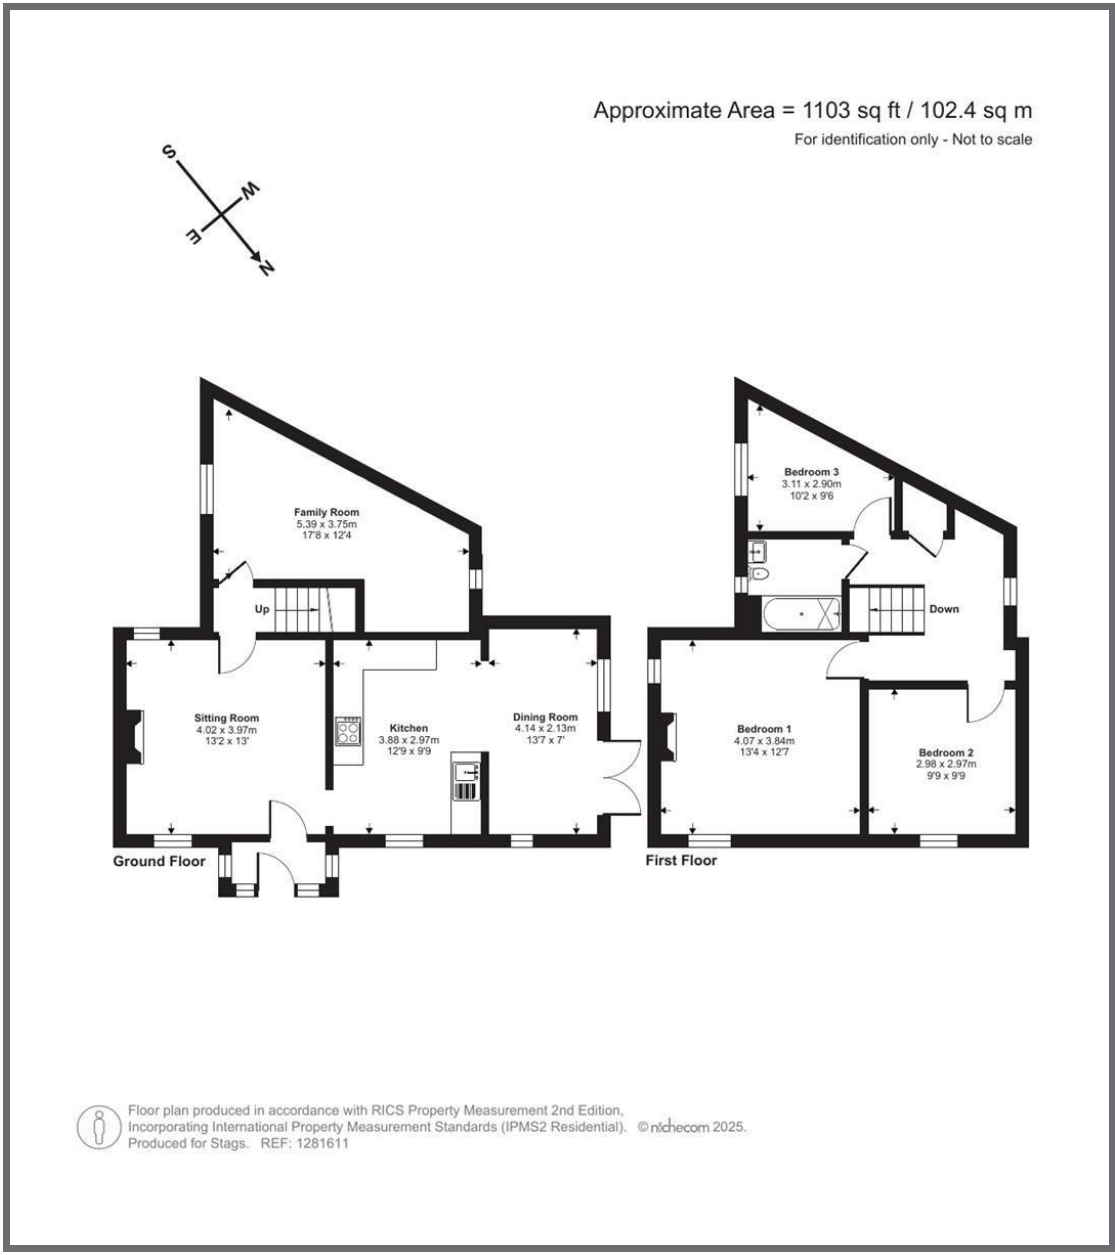 Approximate Area = 1103 sq ft / 102.4 sq m
For identification only - Not to scale
S
W
E
N
Family Room
5.39 x 3.75m
17'8 x 12'4
Up
Sitting Room
4.02 x 3.97m
13'2 x 13'
Kitchen
3.88 x 2.97m
12'9 x 9'9
Dining Room
4.14 x 2.13m
13'7 x 7'
Ground Floor
Bedroom 3
3.11 x 2.90m
10'2 x 9'6
Down
Bedroom 1
4.07 x 3.84m
13'4 x 12'7
Bedroom 2
2.98 x 2.97m
9'9 x 9'9
First Floor
Floor plan produced in accordance with RICS Property Measurement 2nd Edition,
Incorporating International Property Measurement Standards (IPMS2 Residential). © nichecom 2025.
Produced for Stags. REF: 1281611